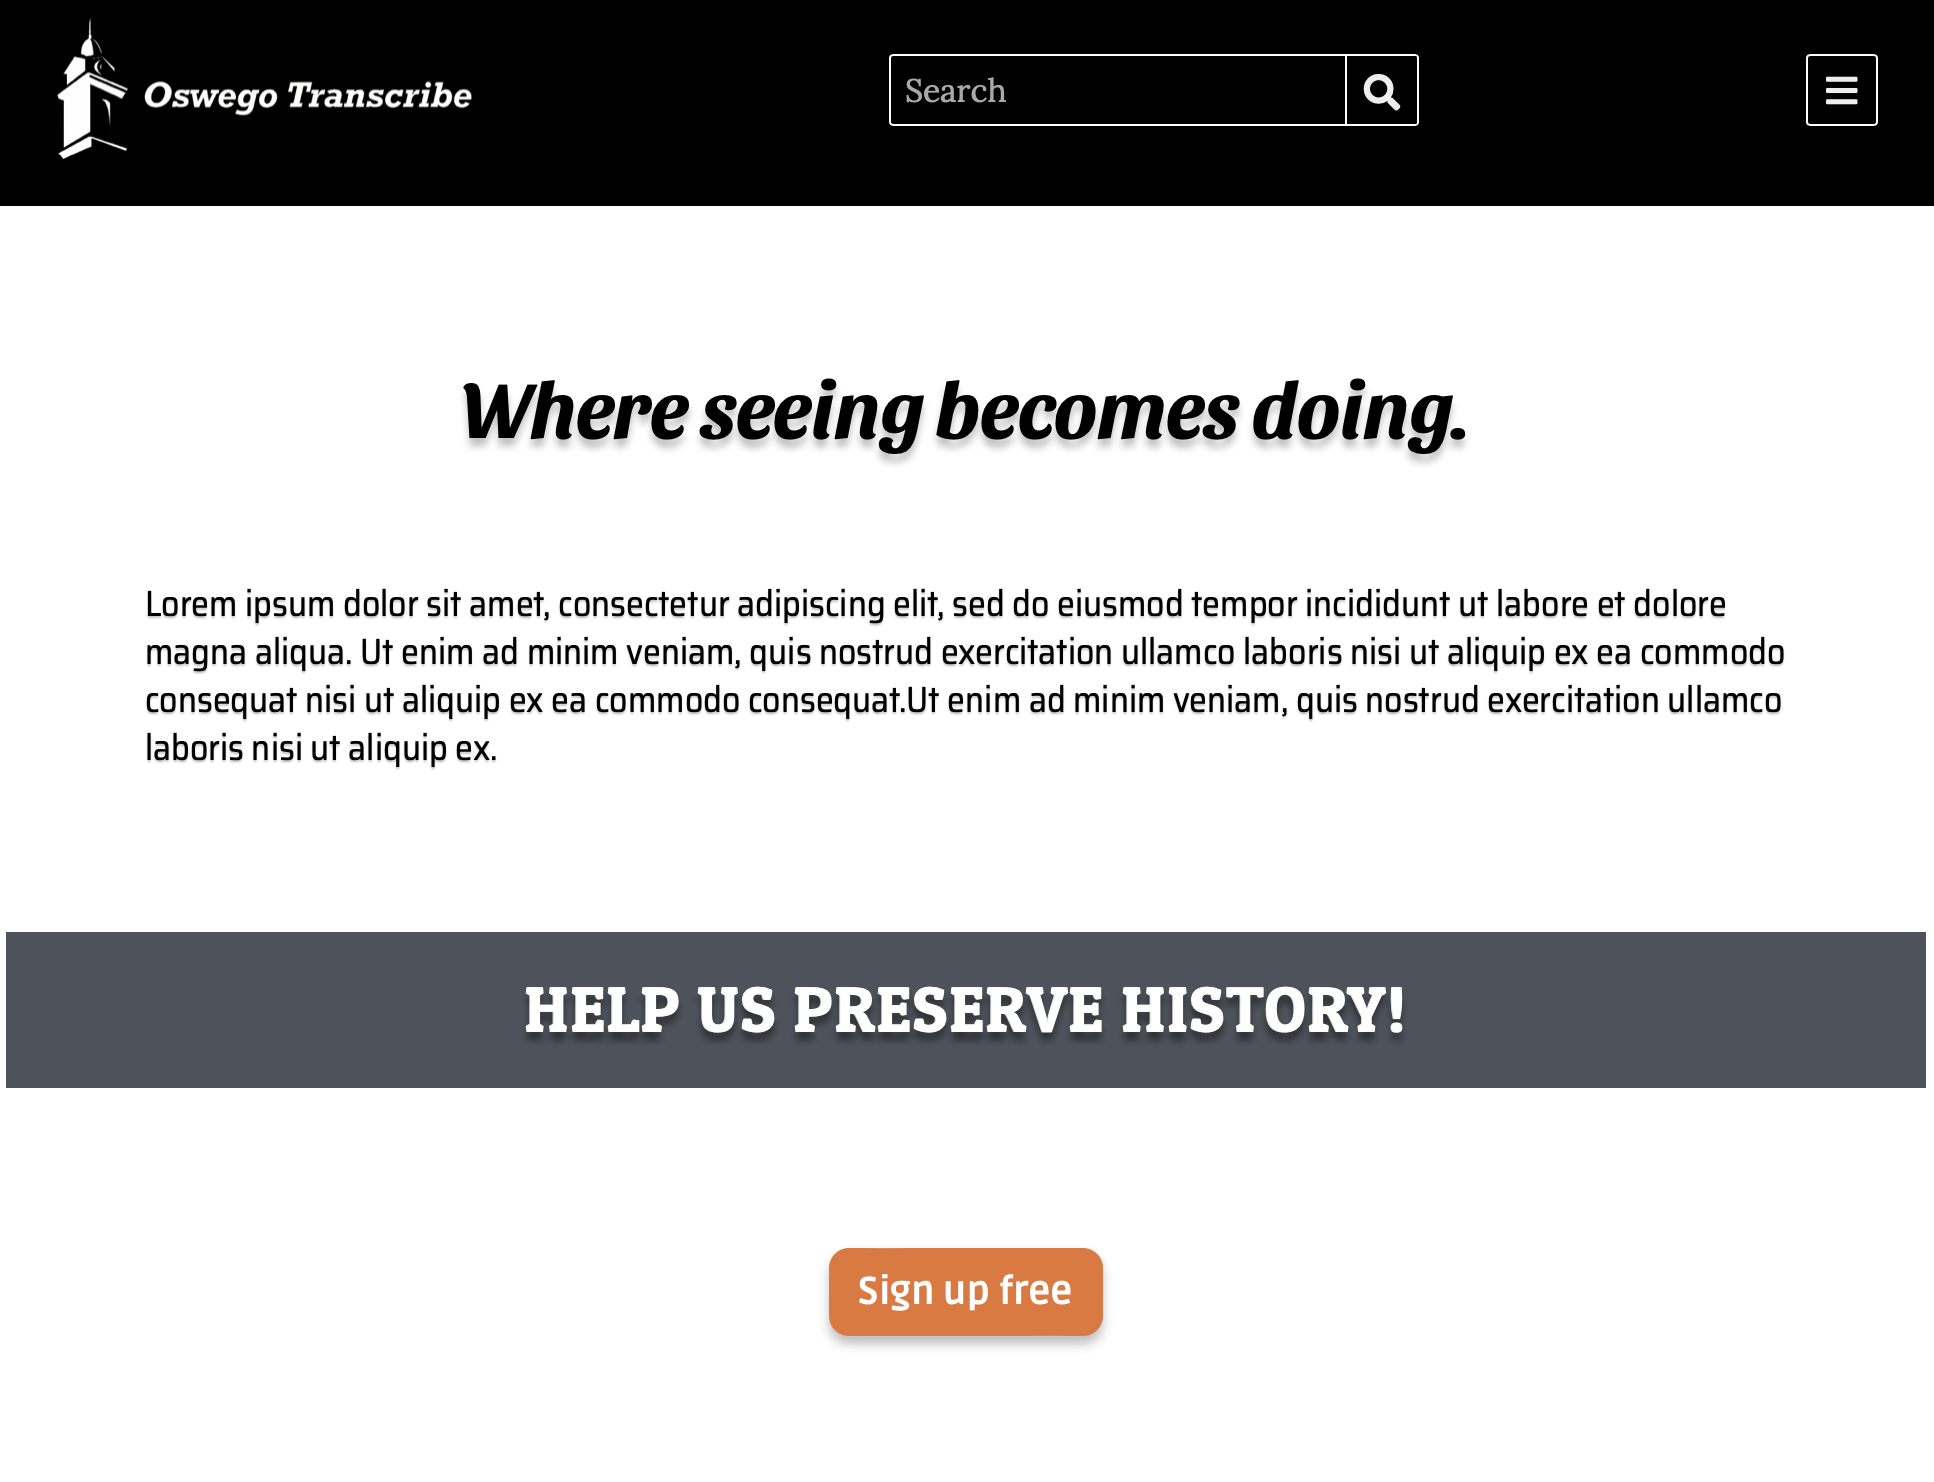 Oswego Transcribe
Search
Where seeing becomes doing.
Lorem ipsum dolor sit amet, consectetur adipiscing elit, sed do eiusmod tempor incididunt ut labore et dolore
magna aliqua. Ut enim ad minim veniam, quis nostrud exercitation ullamco laboris nisi ut aliquip ex ea commodo
consequat nisi ut aliquip ex ea commodo consequat.Ut enim ad minim veniam, quis nostrud exercitation ullamco
laboris nisi ut aliquip ex.
HELP US PRESERVE HISTORY!
Sign up free